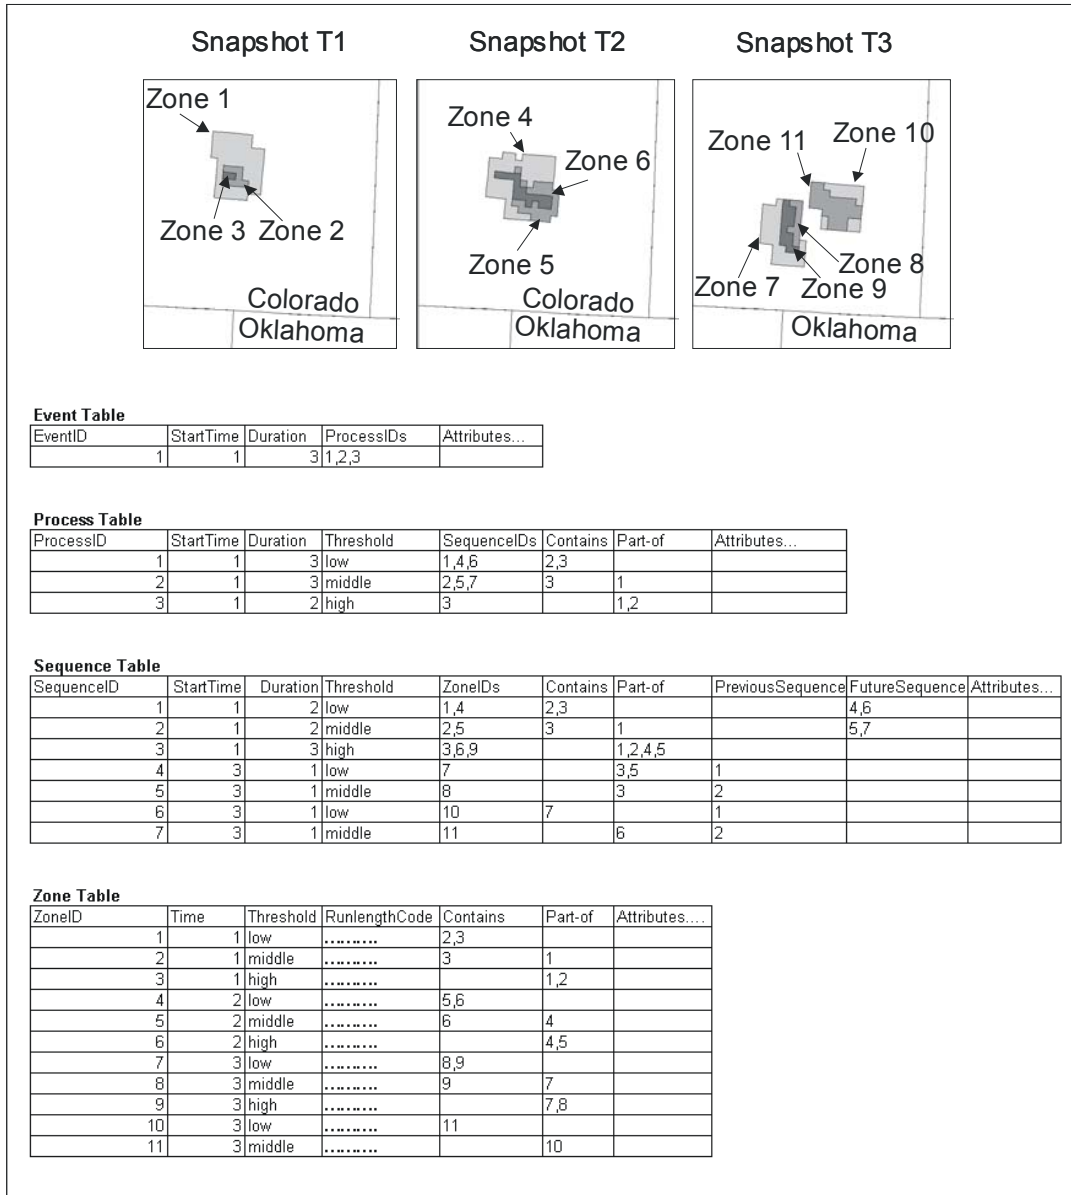 Snapshot T1 Snapshot T2 Snapshot T3
Zone 1
Zone 3 Zone 2
Colorado
Oklahoma
Zone 4
Zone 6
Zone 5
Colorado
Oklahoma
Zone 11 Zone 10
Zone 8
Zone 7 Zone 9
Oklahoma
Event Table
EventID StartTime Duration ProcessIDs Attributes...
1 1 3 1,2,3
Process Table
ProcessID StartTime Duration Threshold SequenceIDs Contains Part-of Attributes...
1 1 3 low 1,4,6 2,3
2 1 3 middle 2,5,7 3 1
3 1 2 high 3 1,2
Sequence Table
SequenceID StartTime Duration Threshold ZoneIDs Contains Part-of PreviousSequence FutureSequence Attributes...
1 1 2 low 1,4 2,3 4,6
2 1 2 middle 2,5 3 1 5,7
3 1 3 high 3,6,9 1,2,4,5
4 3 1 low 7 3,5 1
5 3 1 middle 8 3 2
6 3 1 low 10 7 1
7 3 1 middle 11 6 2
Zone Table
ZoneID Time Threshold RunlengthCode Contains Part-of Attributes....
1 1 low .......... 2,3
2 1 middle .......... 3 1
3 1 high .......... 1,2
4 2 low .......... 5,6
5 2 middle .......... 6 4
6 2 high .......... 4,5
7 3 low .......... 8,9
8 3 middle .......... 9 7
9 3 high .......... 7,8
10 3 low .......... 11
11 3 middle .......... 10